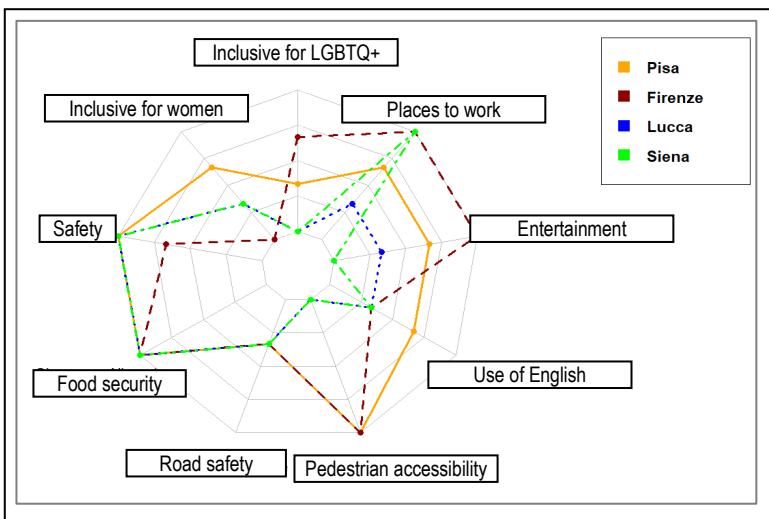 Inclusive for LGBTQ+
Inclusive for women
Places to work
Pisa
Firenze
Lucca
Siena
Safety
Entertainment
Food security
Use of English
Road safety
Pedestrian accessibility